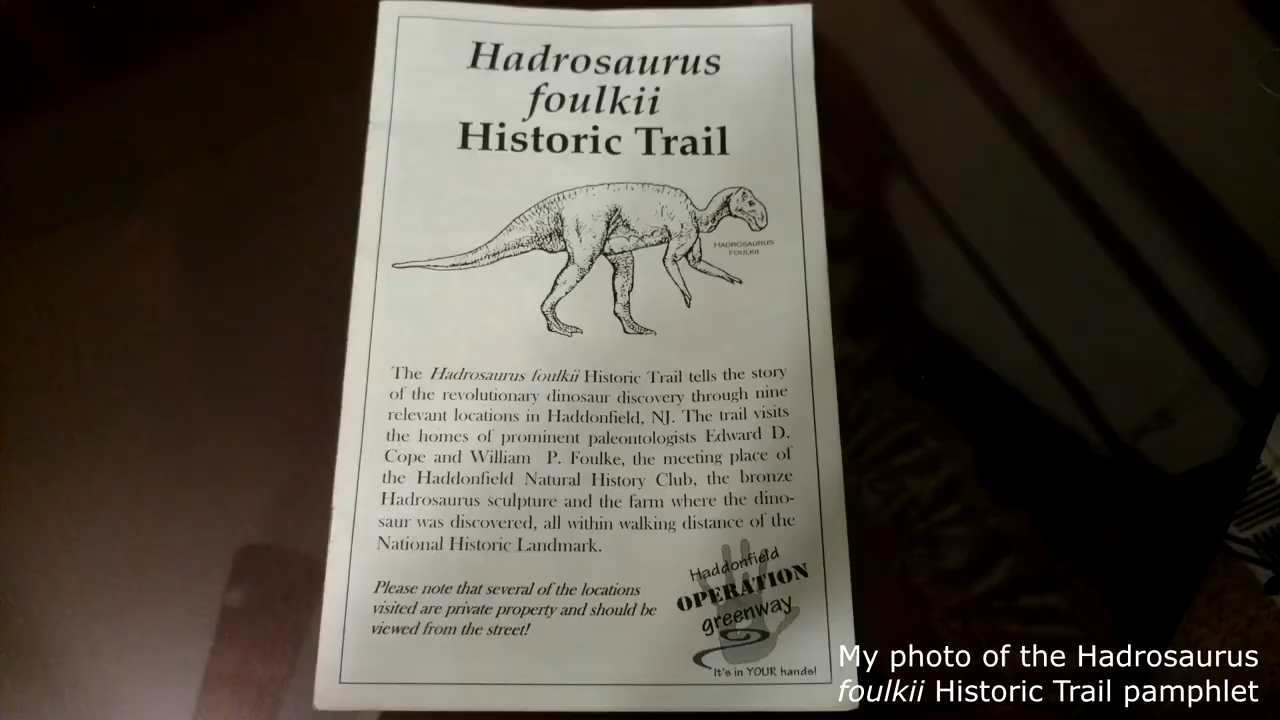 Hadrosaurus
foulkii
Historic Trail
HADROSAURUS
FOULKII
The Hadrosaurus foulkii Historic Trail tells the story
of the revolutionary dinosaur discovery through nine
relevant locations in Haddonfield, NJ. The trail visits
the homes of prominent paleontologists Edward D.
Cope and William P. Foulke, the meeting place of
the Haddonfield Natural History Club, the bronze
Hadrosaurus sculpture and the farm where the dino-
saur was discovered, all within walking distance of the
National Historic Landmark.
Please note that several of the locations
visited are private property and should be
viewed from the street!
Haddonfield
OPERATION
greenway
It's in YOUR hands!
My photo of the Hadrosaurus
foulkii Historic Trail pamphlet